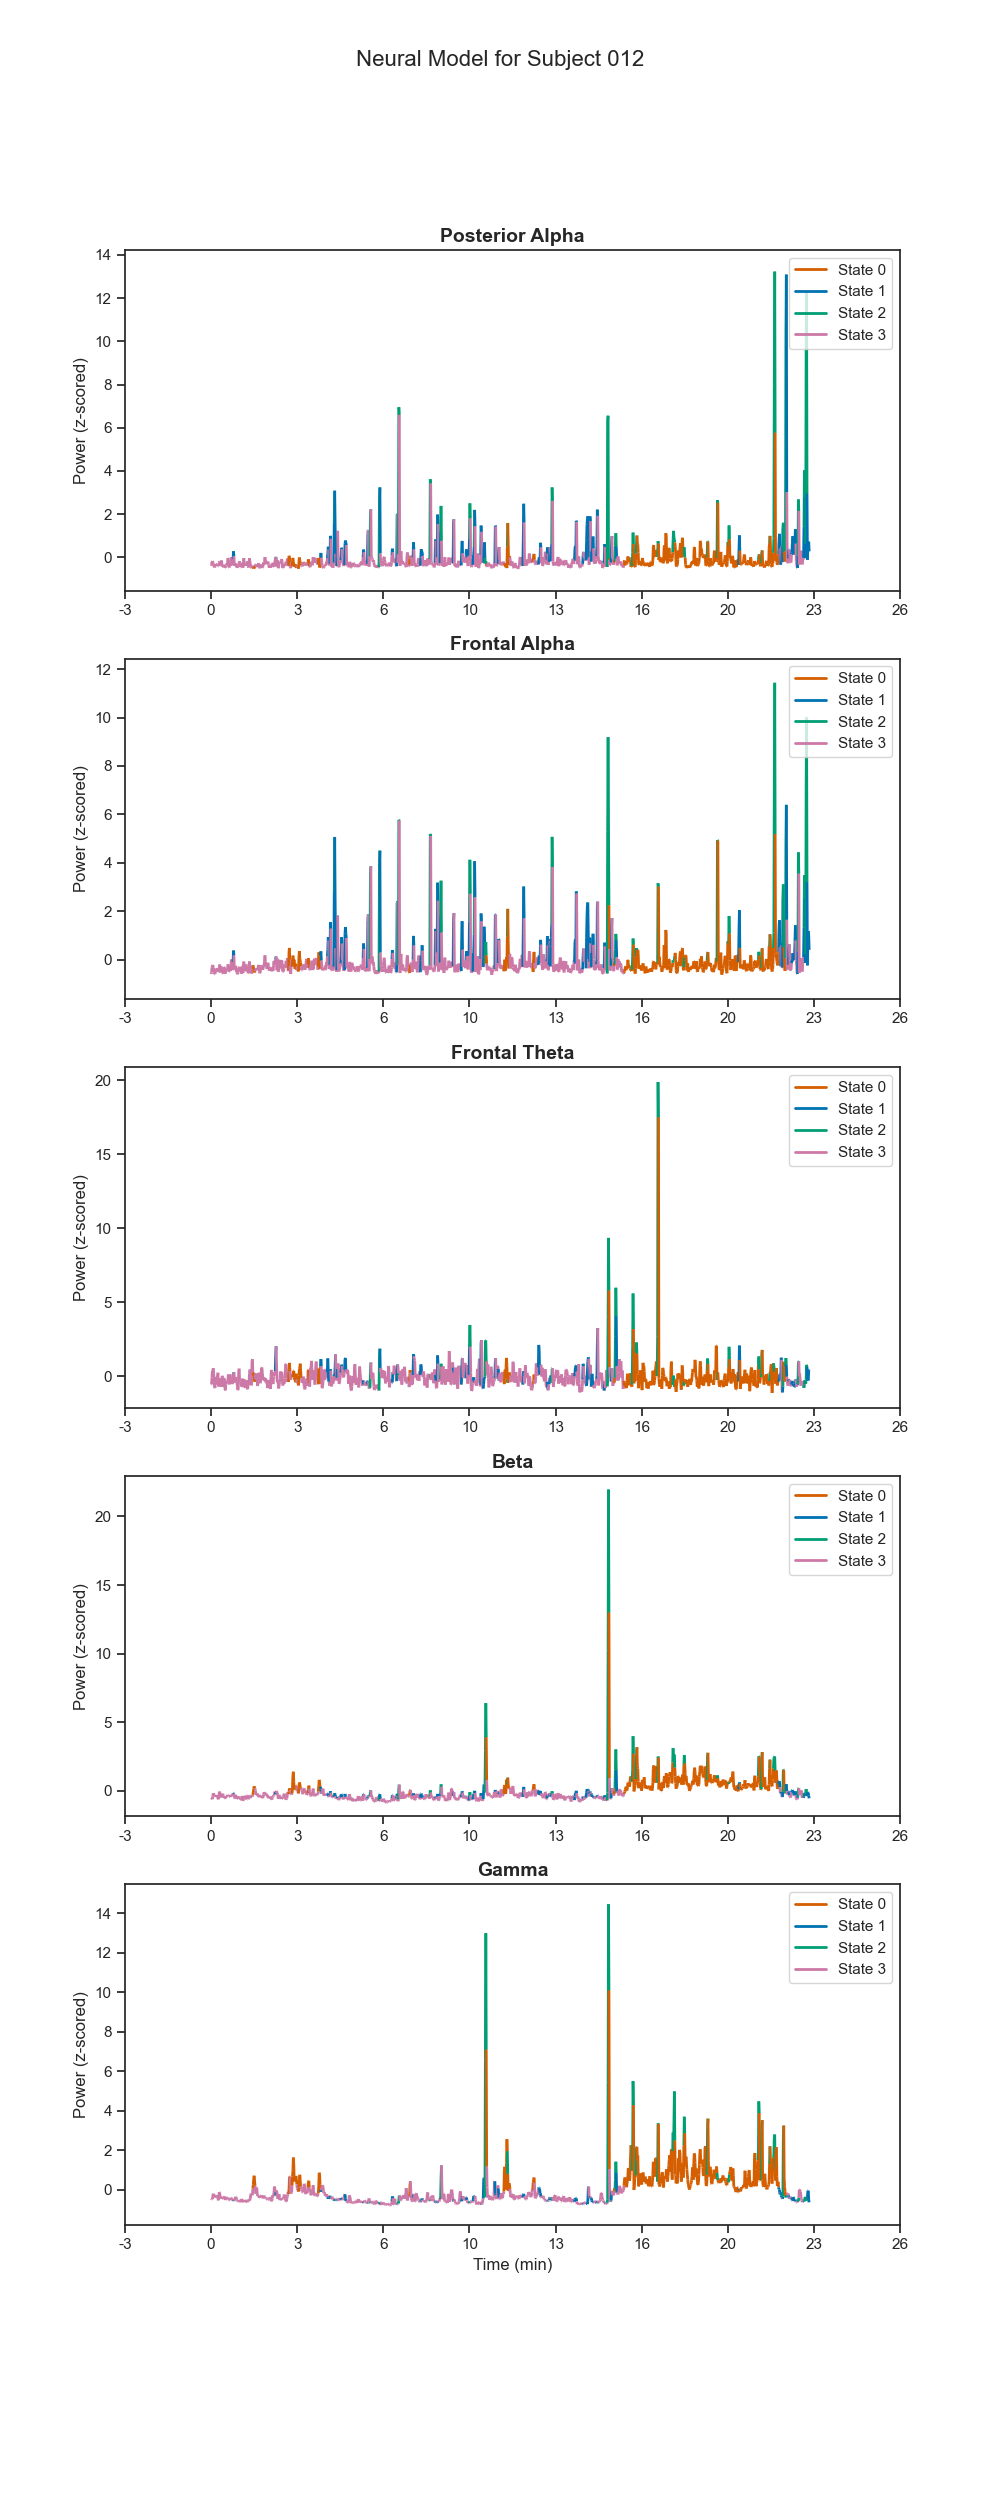 Neural Model for Subject 012
Posterior Alpha
Power (z-scored)
14
12
10
8
6
4
2
0
-3 0 3 6 10 13 16 20 23 26
State 0
State 1
State 2
State 3
Frontal Alpha
Power (z-scored)
12
10
8
6
4
2
0
-3 0 3 6 10 13 16 20 23 26
State 0
State 1
State 2
State 3
Frontal Theta
Power (z-scored)
20
15
10
5
0
-3 0 3 6 10 13 16 20 23 26
State 0
State 1
State 2
State 3
Beta
Power (z-scored)
20
15
10
5
0
-3 0 3 6 10 13 16 20 23 26
State 0
State 1
State 2
State 3
Gamma
Power (z-scored)
14
12
10
8
6
4
2
0
-3 0 3 6 10 13 16 20 23 26
State 0
State 1
State 2
State 3
Time (min)